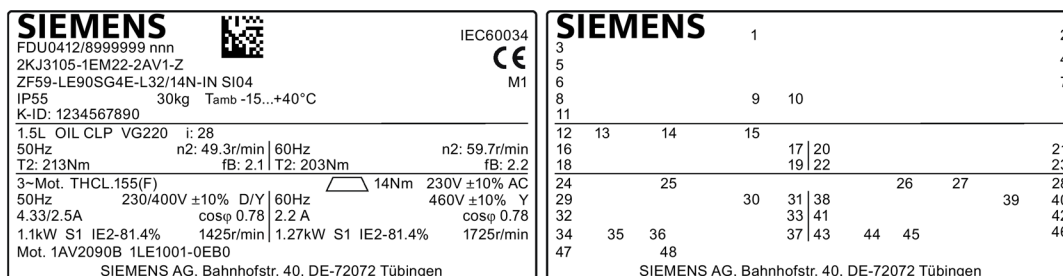 SIEMENS
IEC60034
FDU0412/8999999 nnn
2KJ3105-1EM22-2AV1-Z
CE
ZF59-LE90SG4E-L32/14N-IN SI04 M1
IP55 30kg Tamb -15...+40°C
K-ID: 1234567890
1.5L OIL CLP VG220 i: 28
50Hz n2: 49.3r/min 60Hz n2: 59.7r/min
T2: 213Nm fB: 2.1 T2: 203Nm fB: 2.2
3~Mot. THCL.155(F) 14Nm 230V ±10% AC
50Hz 230/400V ±10% D/Y 60Hz 460V ±10% Y
4.33/2.5A cosφ 0.78 2.2 A cosφ 0.78
1.1kW S1 IE2-81.4% 1425r/min 1.27kW S1 IE2-81.4% 1725r/min
Mot. 1AV2090B 1LE1001-0EB0
SIEMENS AG, Bahnhofstr. 40, DE-72072 Tübingen
SIEMENS
1 2
3
5
6
8 9 10
11
12 13 14 15
16 17 20
18 19 22
24 25 26 27 28
29 30 31 38 39 40
32 33 41 42
34 35 36 37 43 44 45 46
47 48
SIEMENS AG, Bahnhofstr. 40, DE-72072 Tübingen